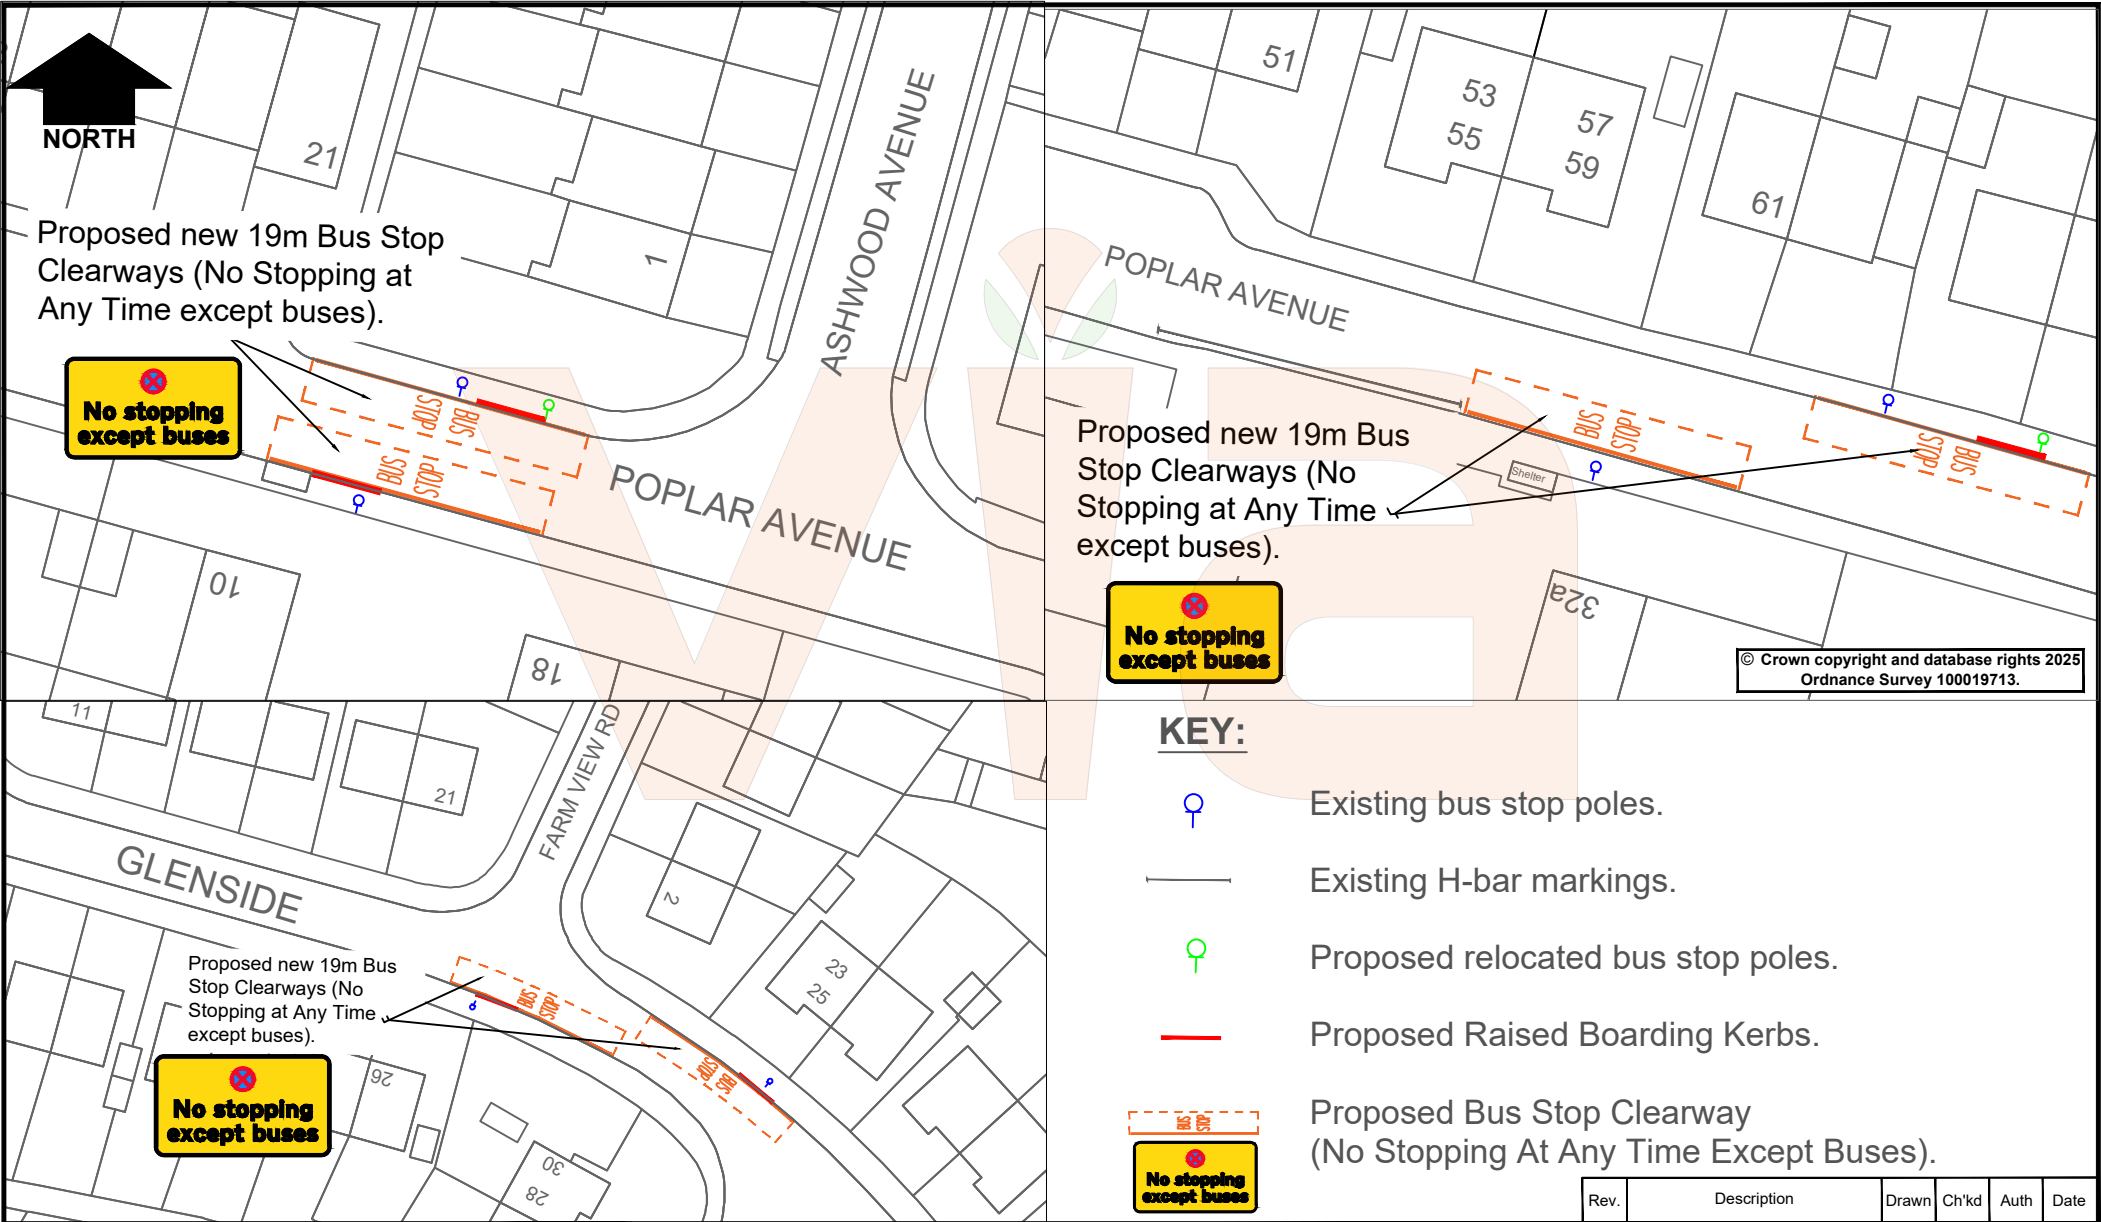 NORTH
21
Proposed new 19m Bus Stop
Clearways (No Stopping at
Any Time except buses).
No stopping
except buses
BUS
STOP
BUS
STOP
1
ASHWOOD AVENUE
POPLAR AVENUE
10
18
51
53
55
57
59
61
POPLAR AVENUE
Proposed new 19m Bus
Stop Clearways (No
Stopping at Any Time
except buses).
No stopping
except buses
BUS
STOP
BUS
STOP
Shelter
32a
© Crown copyright and database rights 2025
Ordnance Survey 100019713.
via
11
21
FARM VIEW RD
GLENSIDE
2
23
25
Proposed new 19m Bus
Stop Clearways (No
Stopping at Any Time
except buses).
No stopping
except buses
BUS
STOP
BUS
STOP
26
30
28
KEY:
Existing bus stop poles.
Existing H-bar markings.
Proposed relocated bus stop poles.
Proposed Raised Boarding Kerbs.
BUS
STOP
Proposed Bus Stop Clearway
(No Stopping At Any Time Except Buses).
No stopping
except buses
Rev. Description Drawn Ch'kd Auth Date